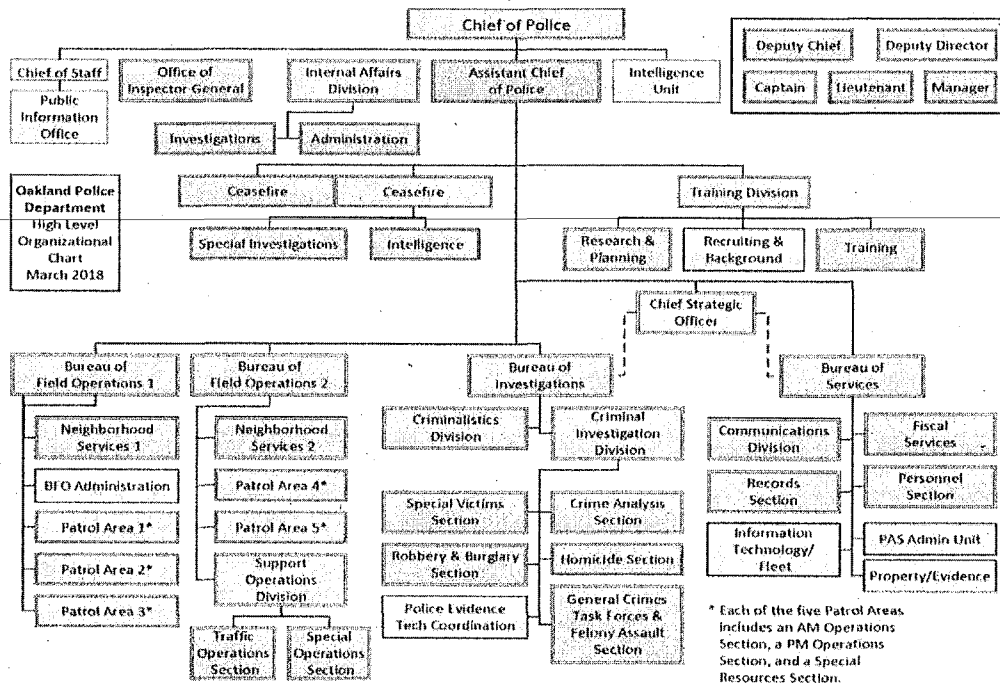 Chief of Police
Deputy Chief
Deputy Director
Captain
Lieutenant
Manager
Chief of Staff
Public
Information
Office
Office of
Inspector General
Internal Affairs
Division
Assistant Chief
of Police
Intelligence
Unit
Investigations
Administration
Oakland Police
Department
High Level
Organizational
Chart
March 2018
Ceasefire
Ceasefire
Training Division
Special Investigations
Intelligence
Research &
Planning
Recruiting &
Background
Training
Chief Strategic
Officer
Bureau of
Field Operations 1
Bureau of
Field Operations 2
Bureau of
Investigations
Bureau of
Services
Neighborhood
Services 1
BFO Administration
Patrol Area 1*
Patrol Area 2*
Patrol Area 3*
Neighborhood
Services 2
Patrol Area 4*
Patrol Area 5*
Support
Operations
Division
Traffic
Operations
Section
Special
Operations
Section
Criminalistics
Division
Criminal
Investigation
Division
Special Victims
Section
Crime Analysis
Section
Robbery & Burglary
Section
Homicide Section
Police Evidence
Tech Coordination
General Crimes
Task Forces &
Felony Assault
Section
Communications
Division
Fiscal
Services
Records
Section
Personnel
Section
Information
Technology/
Fleet
PAS Admin Unit
Property/Evidence
* Each of the five Patrol Areas
includes an AM Operations
Section, a PM Operations
Section, and a Special
Resources Section.